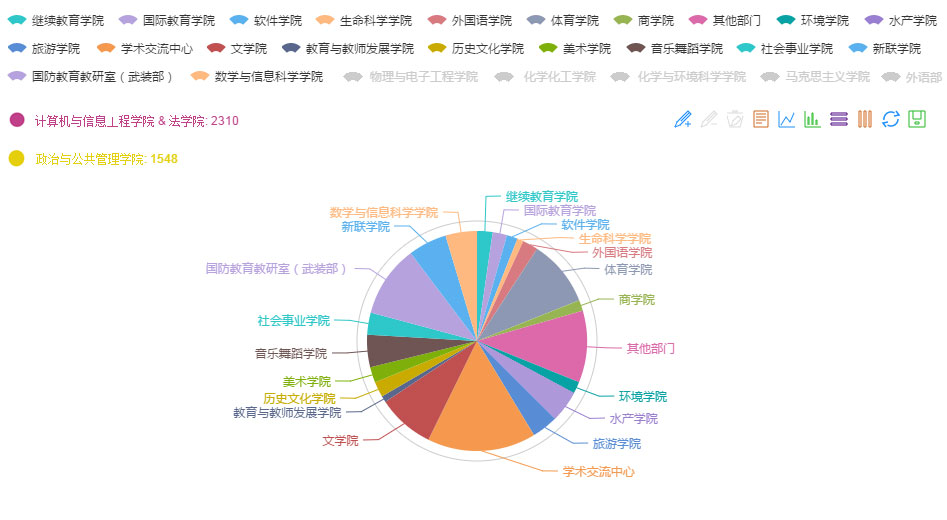 继续教育学院 国际教育学院 软件学院 生命科学学院 外国语学院 体育学院 商学院 其他部门 环境学院 水产学院
旅游学院 学术交流中心 文学院 教育与教师发展学院 历史文化学院 美术学院 音乐舞蹈学院 社会事业学院 新联学院
国防教育教研室（武装部） 数学与信息科学学院 物理与电子工程学院 化学化工学院 化学与环境科学学院 马克思主义学院 外语部
计算机与信息工程学院 & 法学院: 2310
政治与公共管理学院: 1548
继续教育学院
数学与信息科学学院 国际教育学院
新联学院 软件学院
生命科学学院
外国语学院
国防教育教研室（武装部） 体育学院
商学院
社会事业学院
音乐舞蹈学院 其他部门
美术学院
历史文化学院 环境学院
教育与教师发展学院 水产学院
文学院 旅游学院
学术交流中心